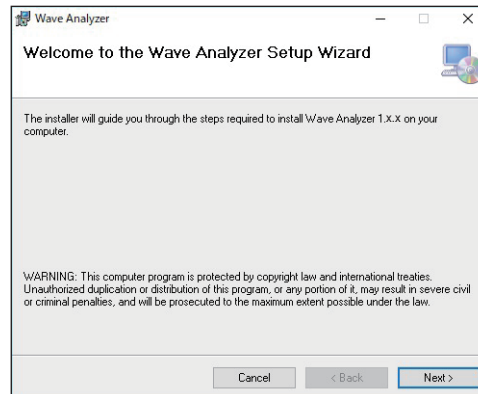 Wave Analyzer
Welcome to the Wave Analyzer Setup Wizard
The installer will guide you through the steps required to install Wave Analyzer 1.x.x on your
computer.
WARNING: This computer program is protected by copyright law and international treaties.
Unauthorized duplication or distribution of this program, or any portion of it, may result in severe civil
or criminal penalties, and will be prosecuted to the maximum extent possible under the law.
Cancel < Back Next >